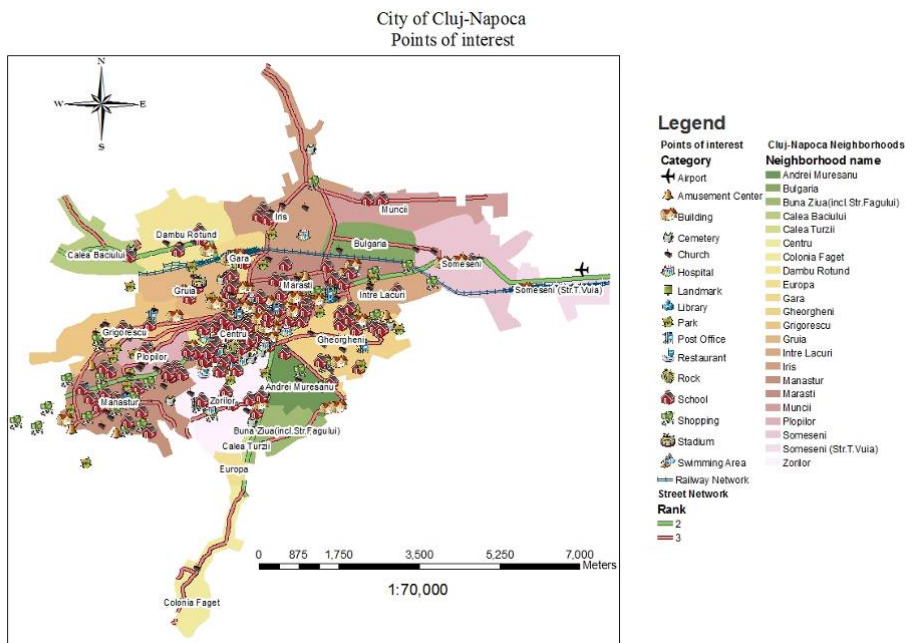 City of Cluj-Napoca
Points of interest
N
W
E
S
Iris
Muncii
Dambu Rotund
Calea Baciului
Gara
Bulgaria
Someseni
Gruia
Marasti
Intre Lacuri
Someseni (Str.T.Vuia)
Grigorescu
Centru
Gheorgheni
Plopilor
Andrei Muresanu
Manastur
Zorilor
Buna Ziua(incl.Str.Fagului)
Calea Turzii
Europa
Colonia Faget
0 875 1,750 3,500 5,250 7,000
Meters
1:70,000
Legend
Points of interest
Category
Airport
Amusement Center
Building
Cemetery
Church
Hospital
Landmark
Library
Park
Post Office
Restaurant
Rock
School
Shopping
Stadium
Swimming Area
Railway Network
Street Network
Rank
2
3
Cluj-Napoca Neighborhoods
Neighborhood name
Andrei Muresanu
Bulgaria
Buna Ziua(incl.Str.Fagului)
Calea Baciului
Calea Turzii
Centru
Colonia Faget
Dambu Rotund
Europa
Gara
Gheorgheni
Grigorescu
Gruia
Intre Lacuri
Iris
Manastur
Marasti
Muncii
Plopilor
Someseni
Someseni (Str.T.Vuia)
Zorilor